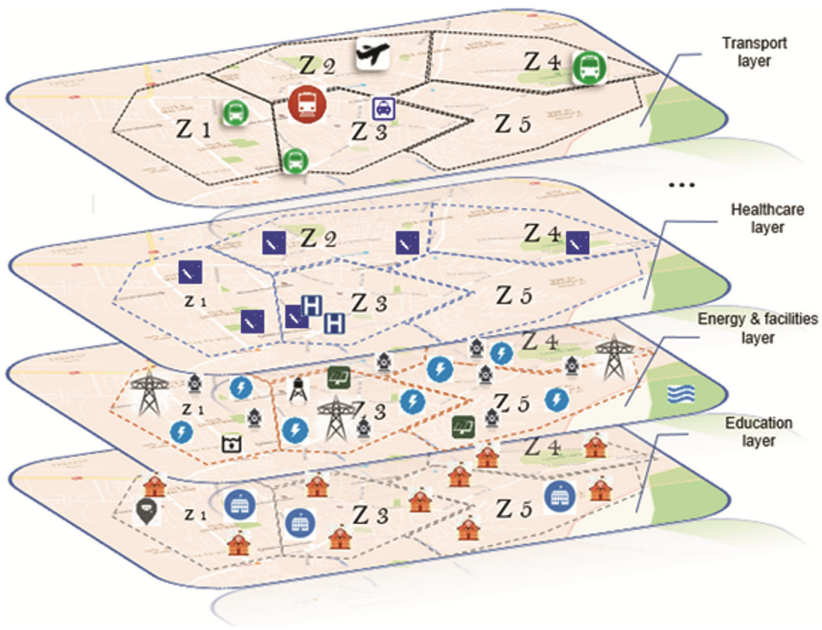 Transport
layer
Z 2
Z 4
Z 1
Z 3
Z 5
...
Healthcare
layer
Z 2
Z 4
Z 1
Z 3
Z 5
H
H
Energy & facilities
layer
Z 4
Z 1
Z 3
Z 5
Education
layer
Z 4
Z 1
Z 3
Z 5